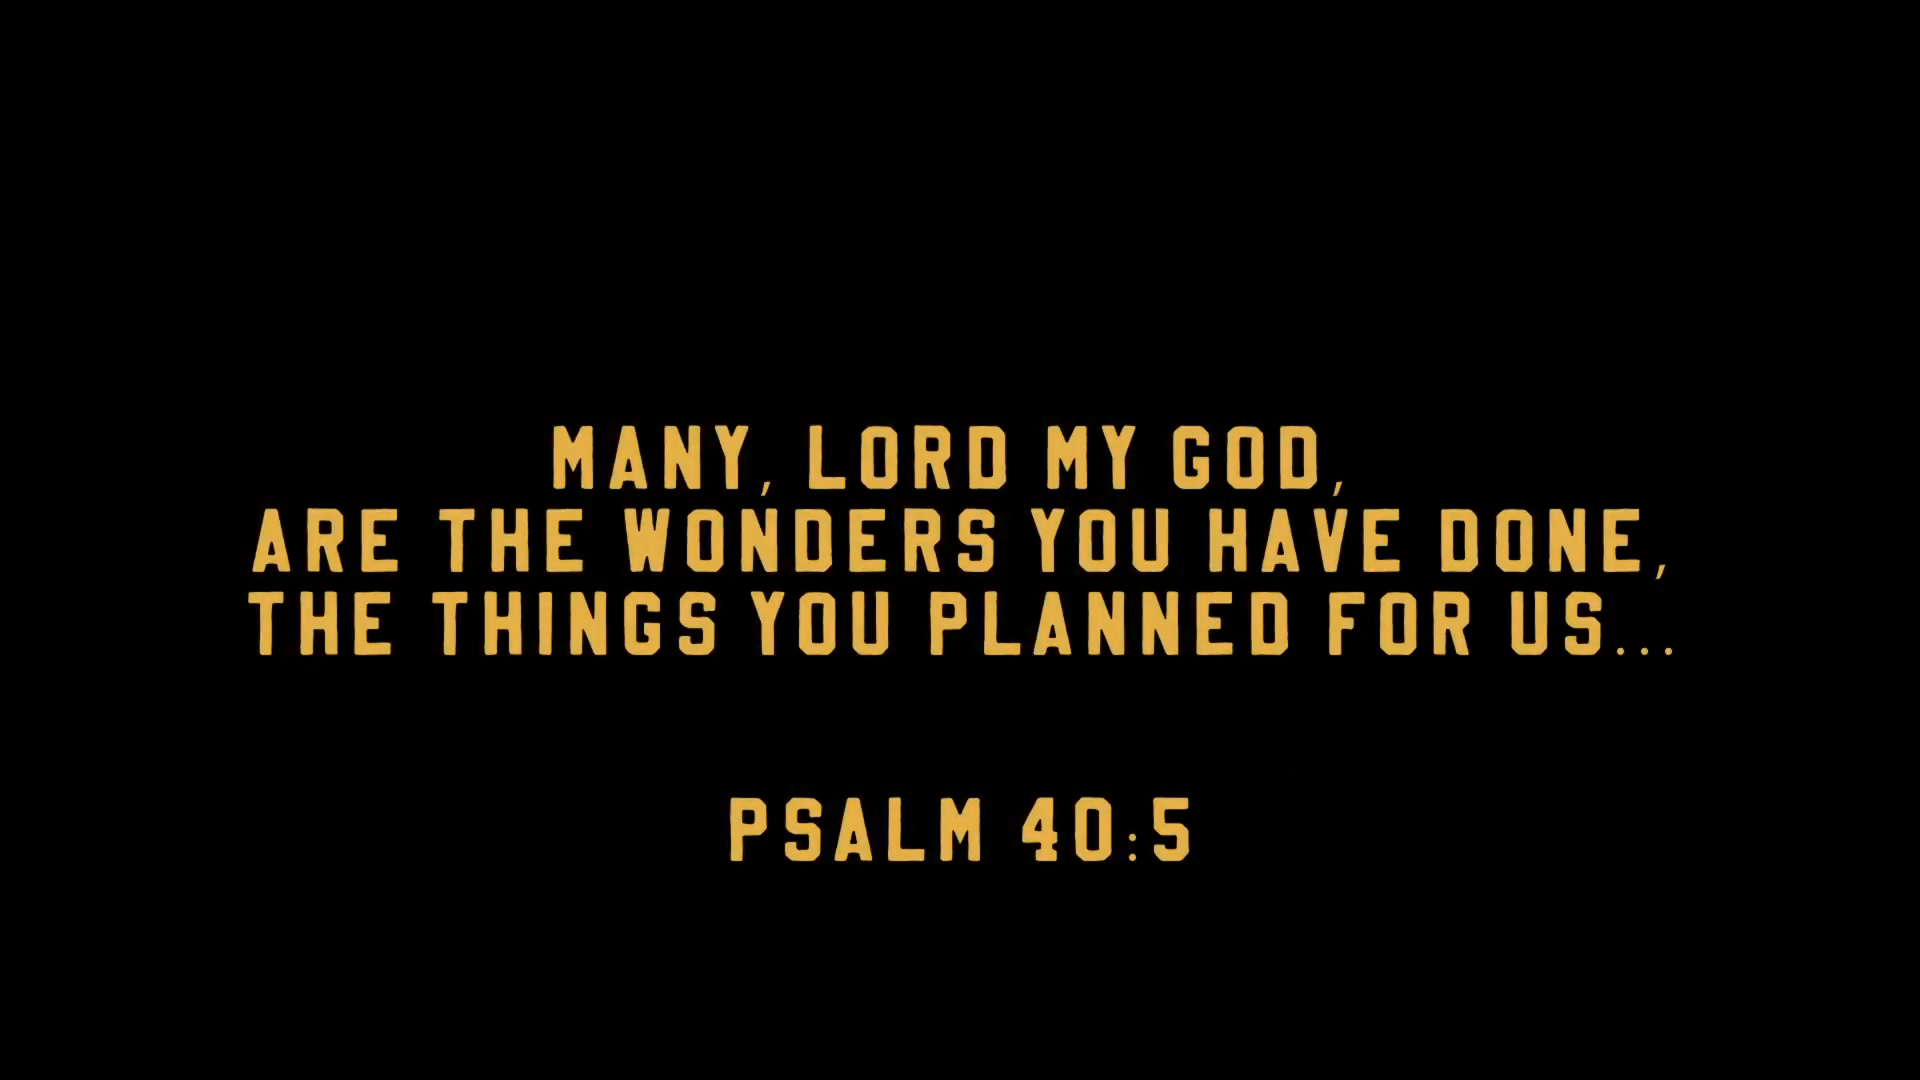 MANY, LORD MY GOD,
ARE THE WONDERS YOU HAVE DONE,
THE THINGS YOU PLANNED FOR US...
PSALM 40:5